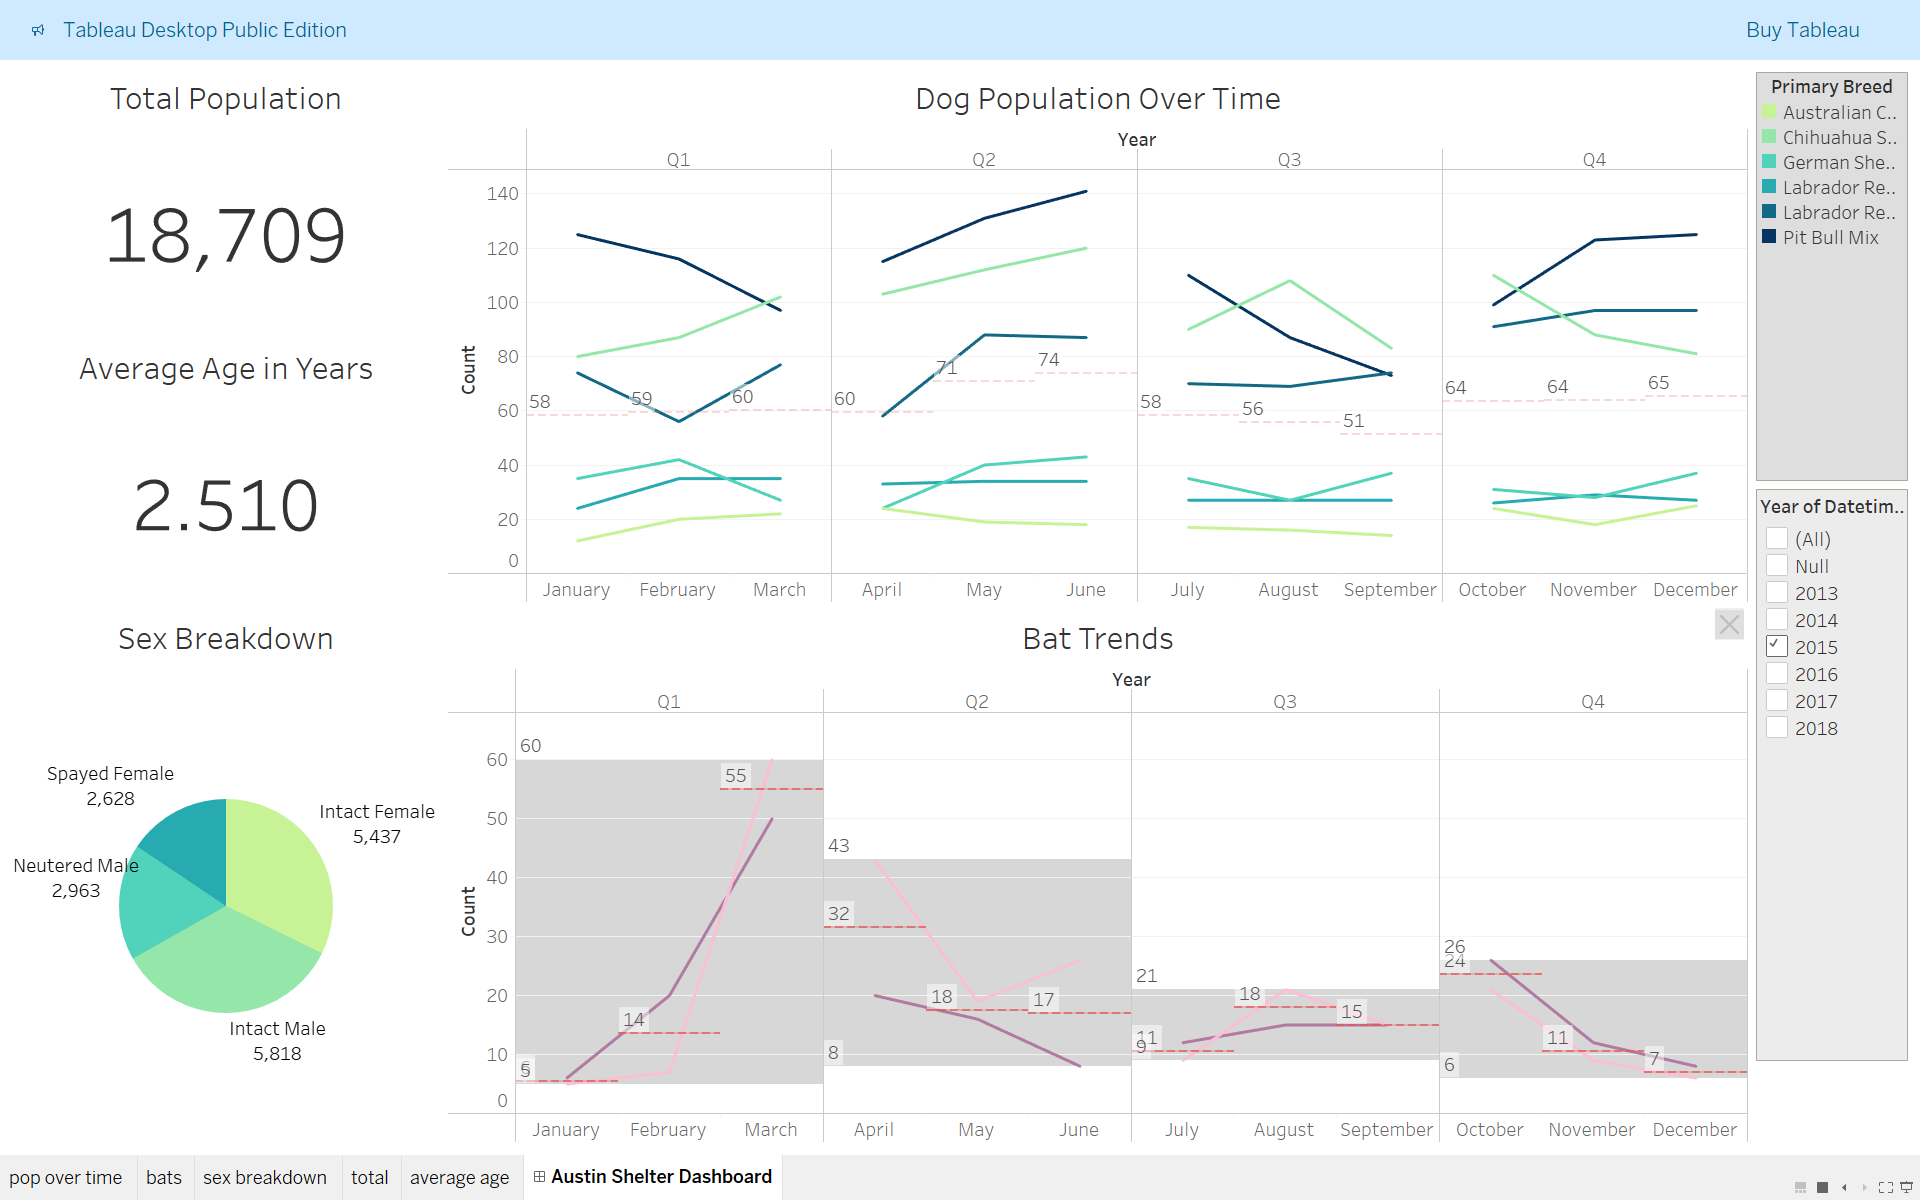 Tableau Desktop Public Edition
Buy Tableau
Total Population
18,709
Average Age in Years
2.510
Sex Breakdown
Spayed Female
2,628
Intact Female
5,437
Neutered Male
2,963
Intact Male
5,818
Dog Population Over Time
Year
Q1 Q2 Q3 Q4
Count
140
120
100
80
60
40
20
0
58 59 60 60 71 74 58 56 51 64 64 65
January February March April May June July August September October November December
Bat Trends
Year
Q1 Q2 Q3 Q4
Count
60
50
40
30
20
10
0
60
55
14
5
43
32
18
17
8
21
18
15
11
9
26
24
11
7
6
January February March April May June July August September October November December
Primary Breed
Australian C..
Chihuahua S..
German She..
Labrador Re..
Labrador Re..
Pit Bull Mix
Year of Datetim..
(All)
Null
2013
2014
2015
2016
2017
2018
pop over time bats sex breakdown total average age Austin Shelter Dashboard